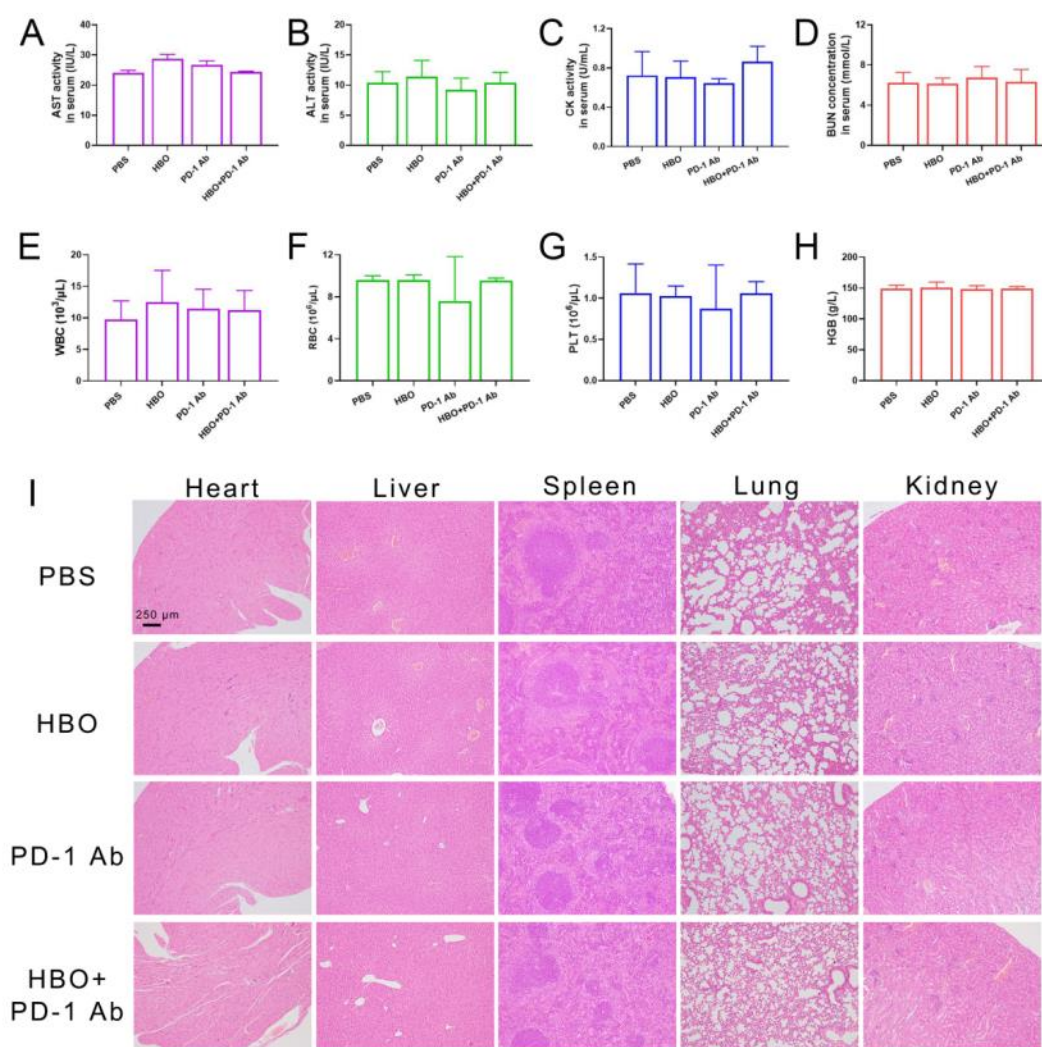 A
AST activity
in serum (IU/L)
40
30
20
10
0
PBS
HBO
PD-1 Ab
HBO+PD-1 Ab
B
ALT activity
in serum (IU/L)
20
15
10
5
0
PBS
HBO
PD-1 Ab
HBO+PD-1 Ab
C
CK activity
in serum (U/mL)
1.2
0.8
0.4
0.0
PBS
HBO
PD-1 Ab
HBO+PD-1 Ab
D
BUN concentration
in serum (mmol/L)
12
9
6
3
0
PBS
HBO
PD-1 Ab
HBO+PD-1 Ab
E
WBC (10³/μL)
20
15
10
5
0
PBS
HBO
PD-1 Ab
HBO+PD-1 Ab
F
RBC (10⁶/μL)
12
8
4
0
PBS
HBO
PD-1 Ab
HBO+PD-1 Ab
G
PLT (10⁶/μL)
1.5
1.0
0.5
0.0
PBS
HBO
PD-1 Ab
HBO+PD-1 Ab
H
HGB (g/L)
200
150
100
50
0
PBS
HBO
PD-1 Ab
HBO+PD-1 Ab
I
Heart Liver Spleen Lung Kidney
PBS
250 μm
HBO
PD-1 Ab
HBO+
PD-1 Ab